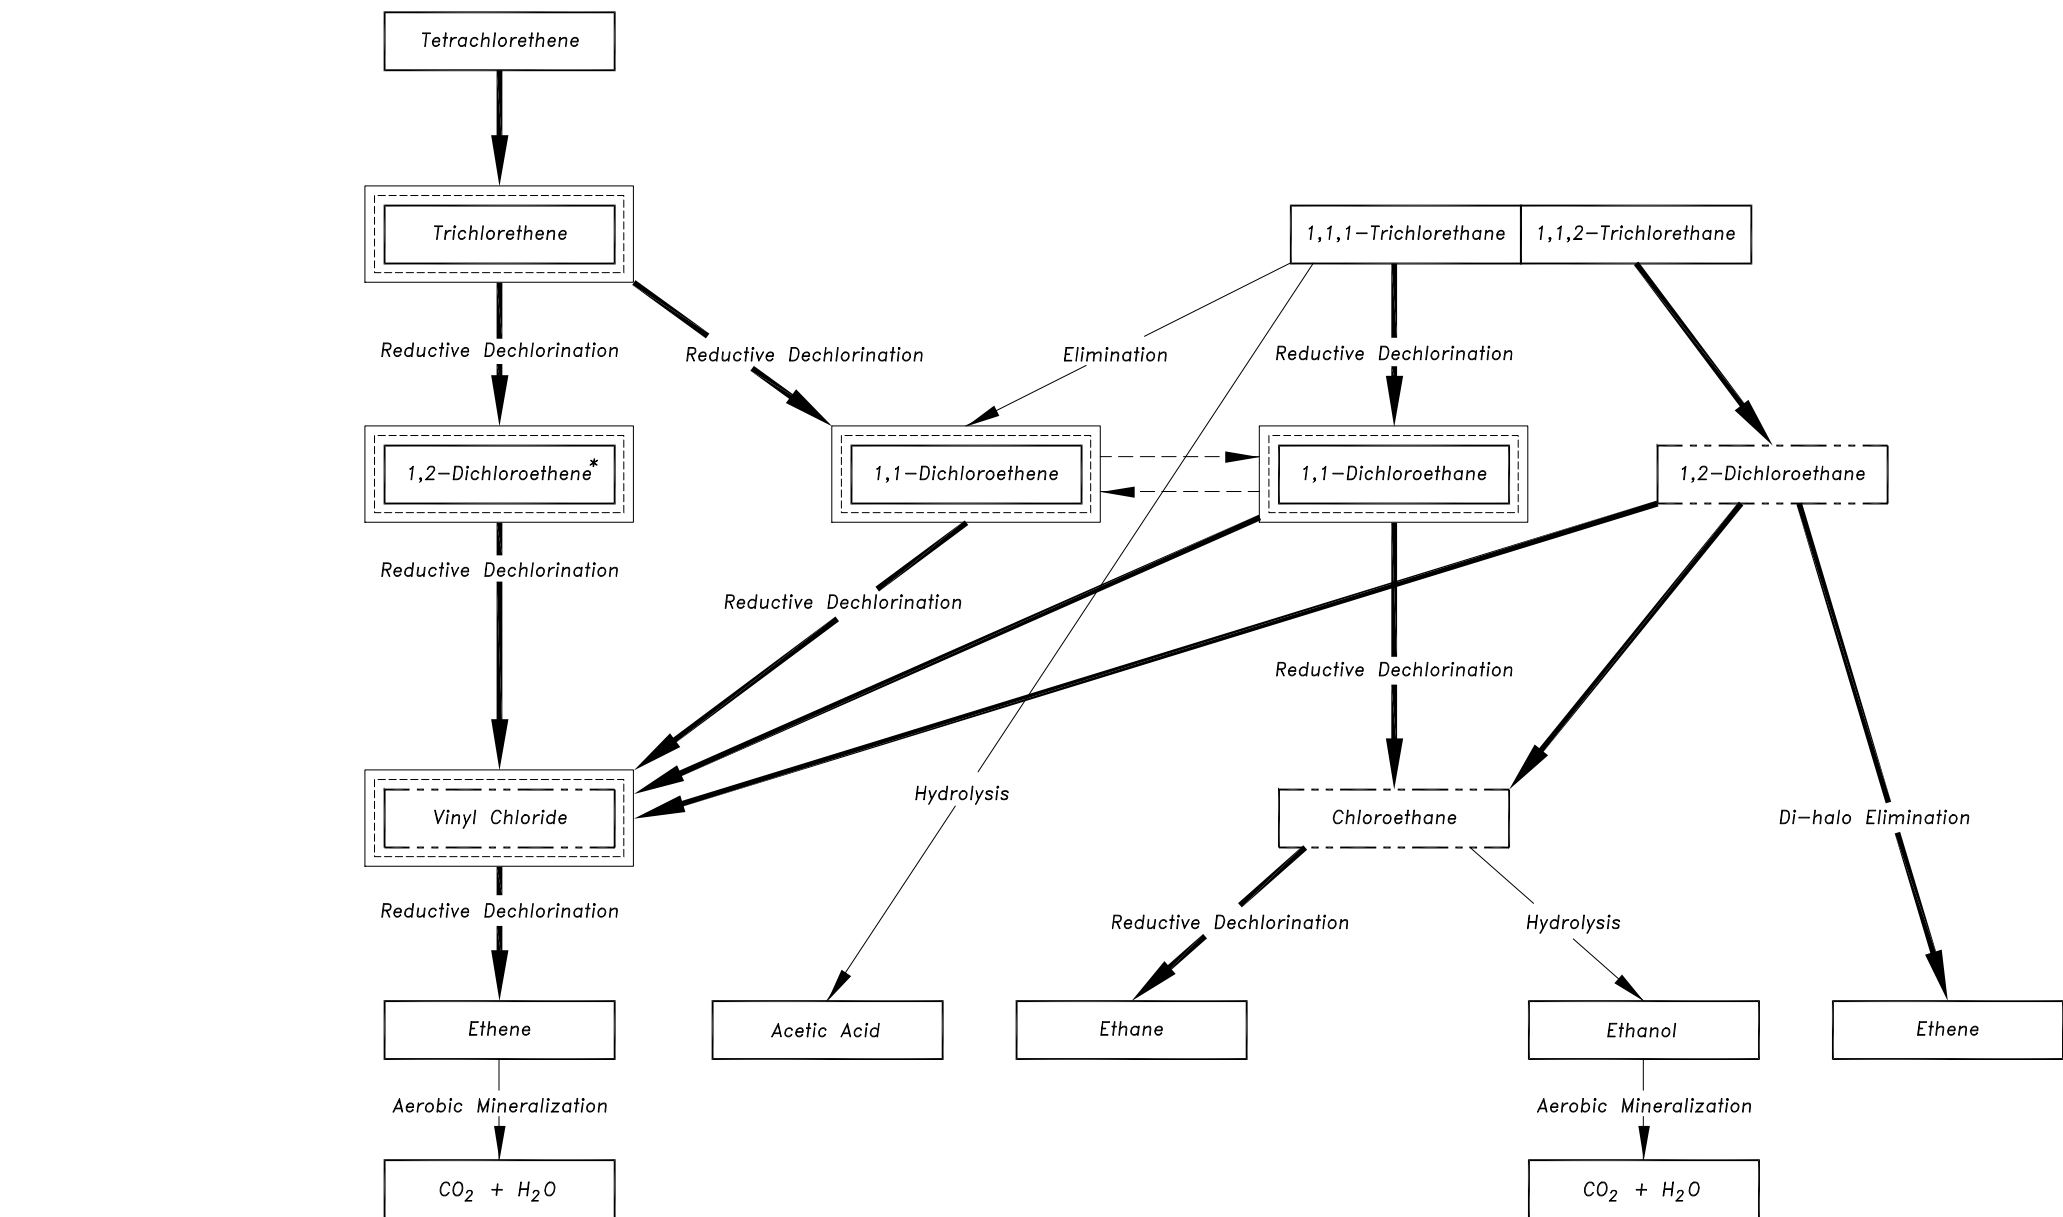 Tetrachlorethene
Trichlorethene
1,1,1-Trichlorethane
1,1,2-Trichlorethane
Reductive Dechlorination
Reductive Dechlorination
Elimination
Reductive Dechlorination
1,2-Dichloroethene*
1,1-Dichloroethene
1,1-Dichloroethane
1,2-Dichloroethane
Reductive Dechlorination
Reductive Dechlorination
Reductive Dechlorination
Hydrolysis
Vinyl Chloride
Chloroethane
Di-halo Elimination
Reductive Dechlorination
Reductive Dechlorination
Hydrolysis
Ethene
Acetic Acid
Ethane
Ethanol
Ethene
Aerobic Mineralization
Aerobic Mineralization
CO₂ + H₂O
CO₂ + H₂O